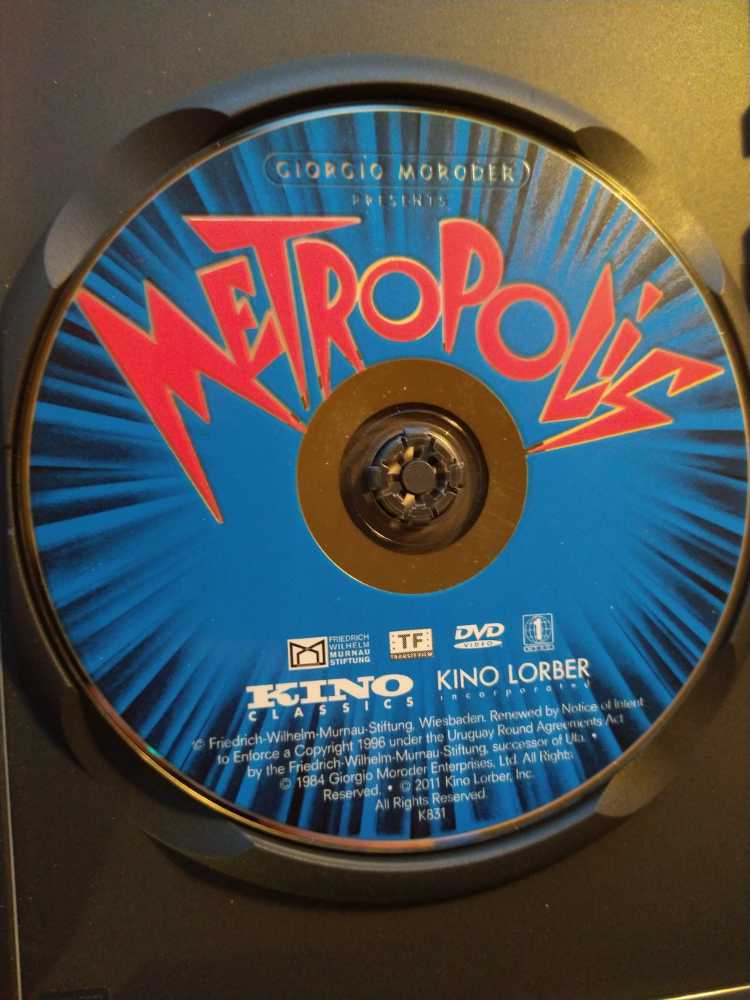 GIORGIO MORODER
PRESENTS
METROPOLIS
FRIEDRICH
WILHELM
MURNAU
STIFTUNG
TF
TRANSITFILM
DVD
VIDEO
1
KINO
CLASSICS
KINO LORBER
incorporated
© Friedrich-Wilhelm-Murnau-Stiftung, Wiesbaden. Renewed by Notice of Intent
to Enforce a Copyright 1996 under the Uruguay Round Agreements Act
by the Friedrich-Wilhelm-Murnau-Stiftung, successor of Ufa. •
© 1984 Giorgio Moroder Enterprises, Ltd. All Rights
Reserved. • © 2011 Kino Lorber, Inc.
All Rights Reserved.
K831